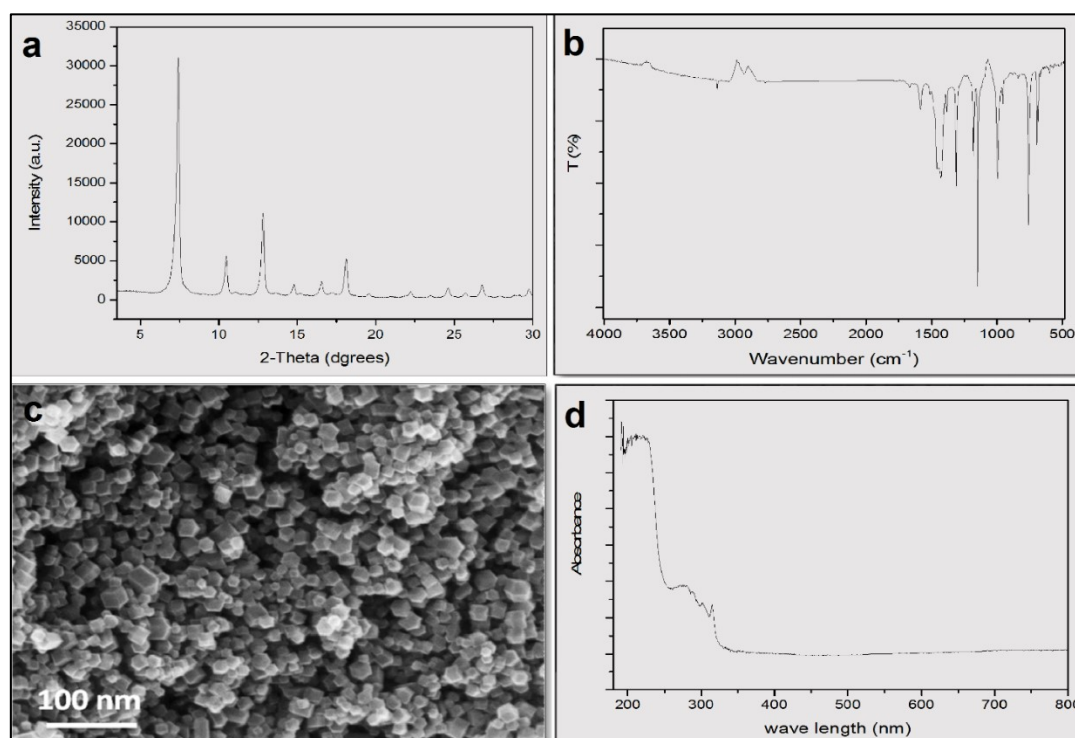 a
35000
30000
25000
20000
15000
10000
5000
0
Intensity (a.u.)
5 10 15 20 25 30
2-Theta (dgrees)
b
T (%)
4000 3500 3000 2500 2000 1500 1000 500
Wavenumber (cm⁻¹)
c
100 nm
d
Absorbance
200 300 400 500 600 700 800
wave length (nm)